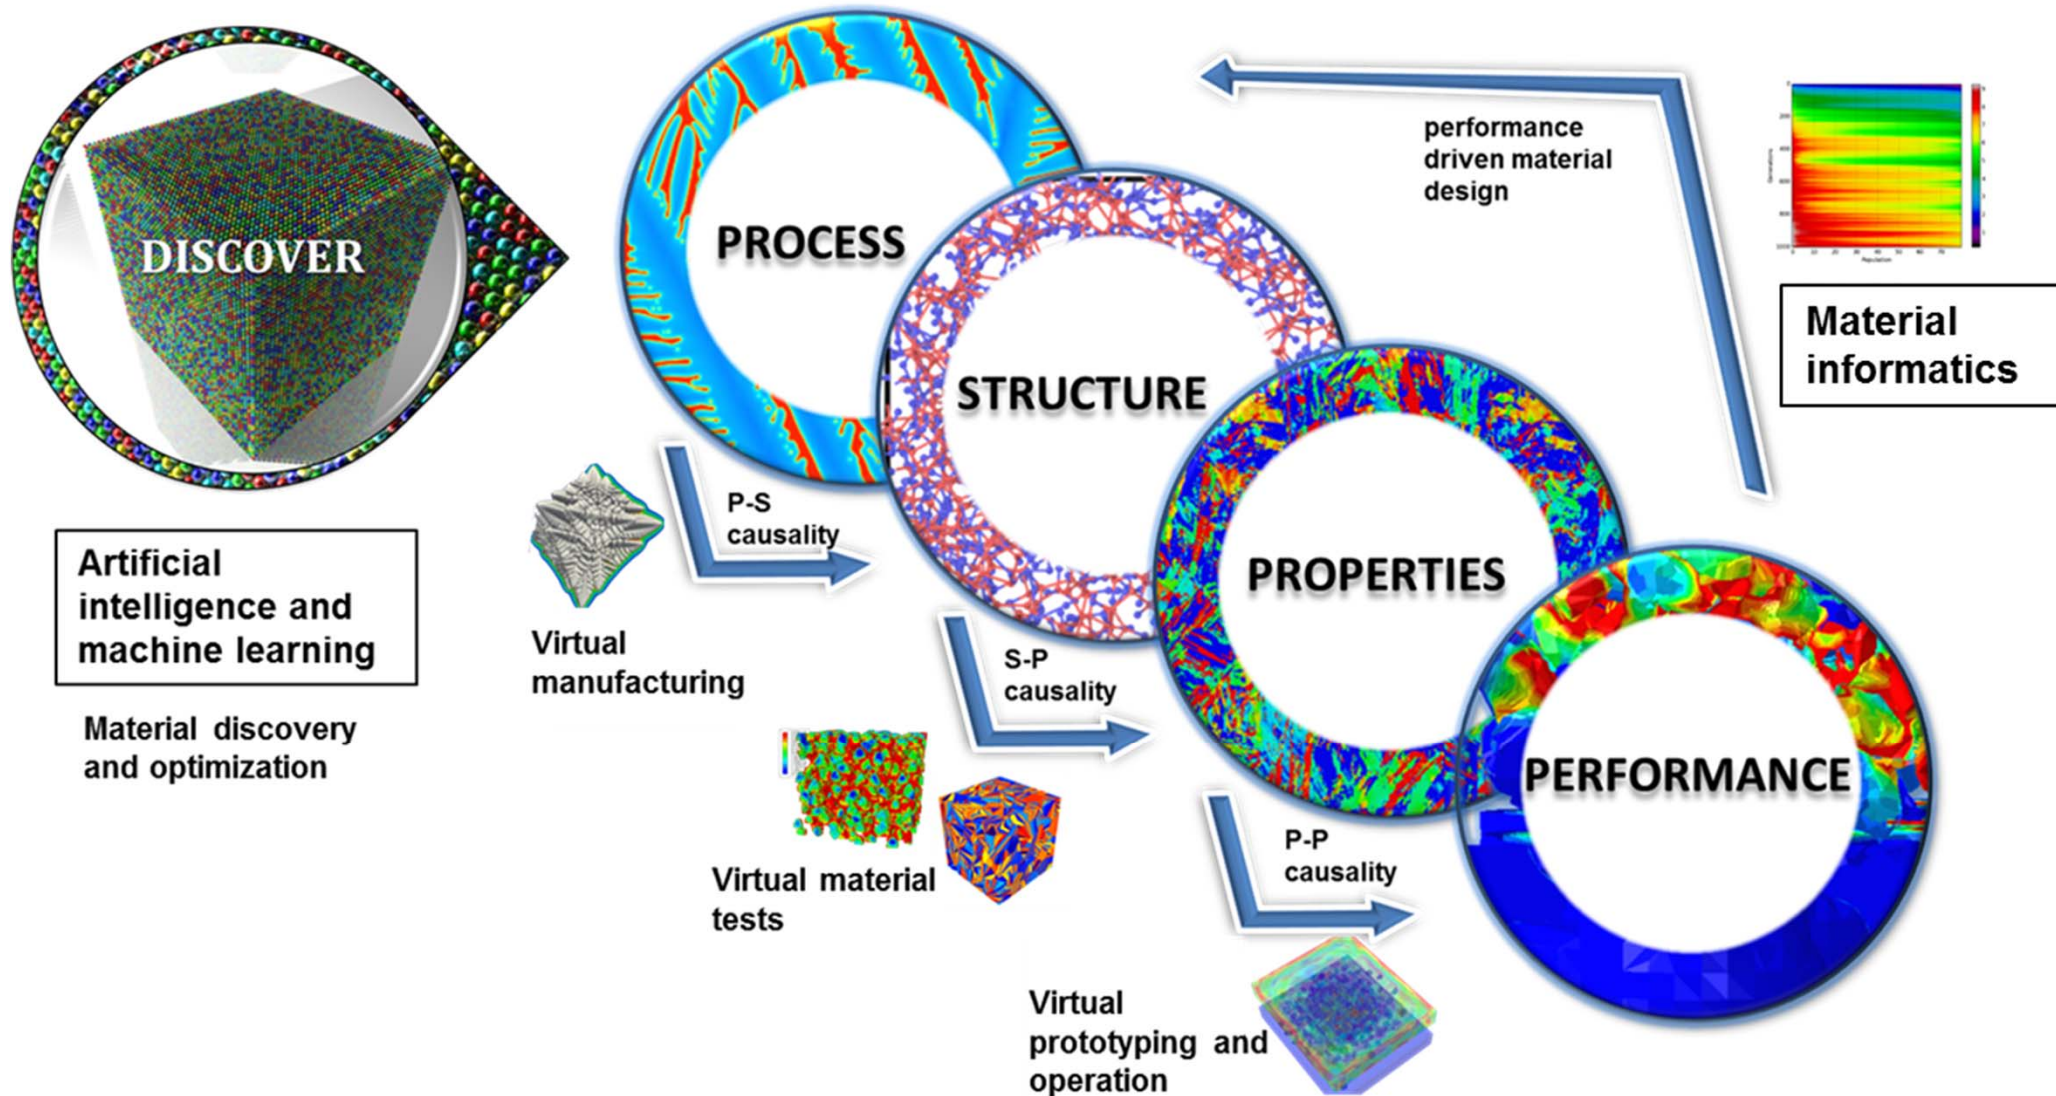 DISCOVER
Artificial
intelligence and
machine learning
Material discovery
and optimization
PROCESS
STRUCTURE
PROPERTIES
PERFORMANCE
P-S
causality
Virtual
manufacturing
S-P
causality
Virtual material
tests
P-P
causality
Virtual
prototyping and
operation
performance
driven material
design
Population
Material
informatics